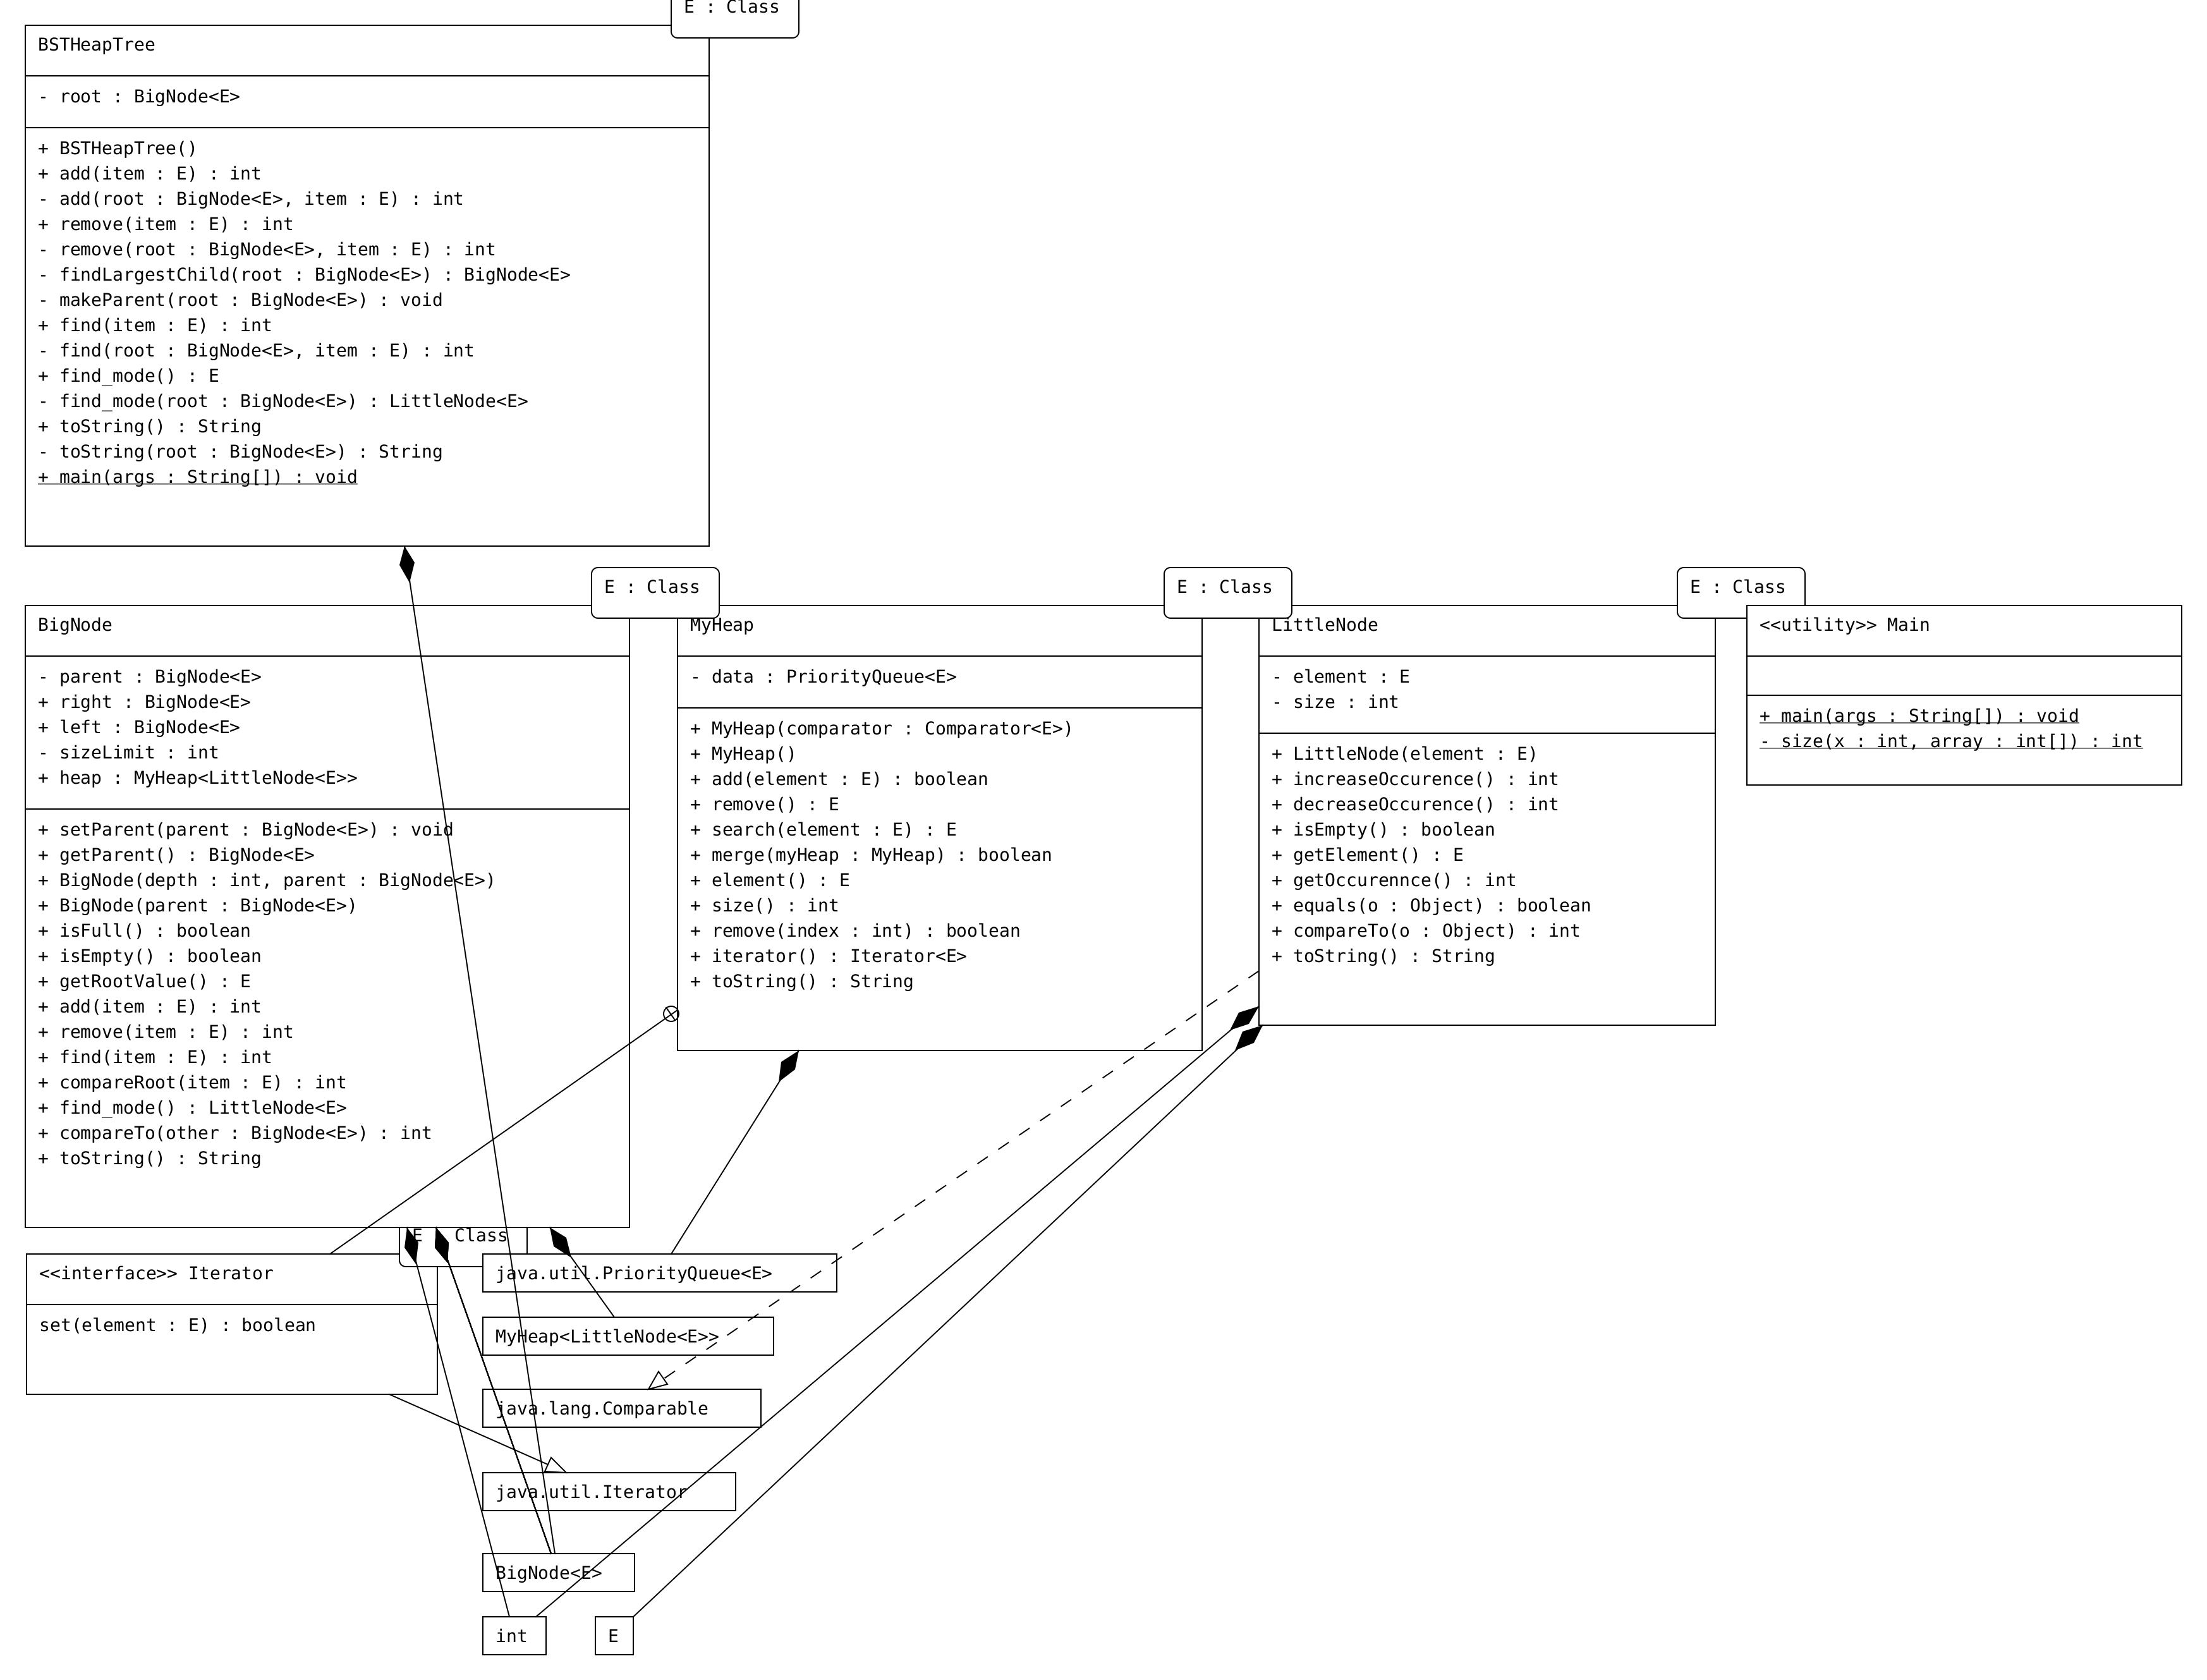 E : Class
BSTHeapTree
- root : BigNode<E>
+ BSTHeapTree()
+ add(item : E) : int
- add(root : BigNode<E>, item : E) : int
+ remove(item : E) : int
- remove(root : BigNode<E>, item : E) : int
- findLargestChild(root : BigNode<E>) : BigNode<E>
- makeParent(root : BigNode<E>) : void
+ find(item : E) : int
- find(root : BigNode<E>, item : E) : int
+ find_mode() : E
- find_mode(root : BigNode<E>) : LittleNode<E>
+ toString() : String
- toString(root : BigNode<E>) : String
+ main(args : String[]) : void
E : Class
BigNode
- parent : BigNode<E>
+ right : BigNode<E>
+ left : BigNode<E>
- sizeLimit : int
+ heap : MyHeap<LittleNode<E>>
+ setParent(parent : BigNode<E>) : void
+ getParent() : BigNode<E>
+ BigNode(depth : int, parent : BigNode<E>)
+ BigNode(parent : BigNode<E>)
+ isFull() : boolean
+ isEmpty() : boolean
+ getRootValue() : E
+ add(item : E) : int
+ remove(item : E) : int
+ find(item : E) : int
+ compareRoot(item : E) : int
+ find_mode() : LittleNode<E>
+ compareTo(other : BigNode<E>) : int
+ toString() : String
E : Class
MyHeap
- data : PriorityQueue<E>
+ MyHeap(comparator : Comparator<E>)
+ MyHeap()
+ add(element : E) : boolean
+ remove() : E
+ search(element : E) : E
+ merge(myHeap : MyHeap) : boolean
+ element() : E
+ size() : int
+ remove(index : int) : boolean
+ iterator() : Iterator<E>
+ toString() : String
E : Class
LittleNode
- element : E
- size : int
+ LittleNode(element : E)
+ increaseOccurence() : int
+ decreaseOccurence() : int
+ isEmpty() : boolean
+ getElement() : E
+ getOccurennce() : int
+ equals(o : Object) : boolean
+ compareTo(o : Object) : int
+ toString() : String
<<utility>> Main
+ main(args : String[]) : void
- size(x : int, array : int[]) : int
E Class
<<interface>> Iterator
set(element : E) : boolean
java.util.PriorityQueue<E>
MyHeap<LittleNode<E>>
java.lang.Comparable
java.util.Iterator
BigNode<E>
int
E